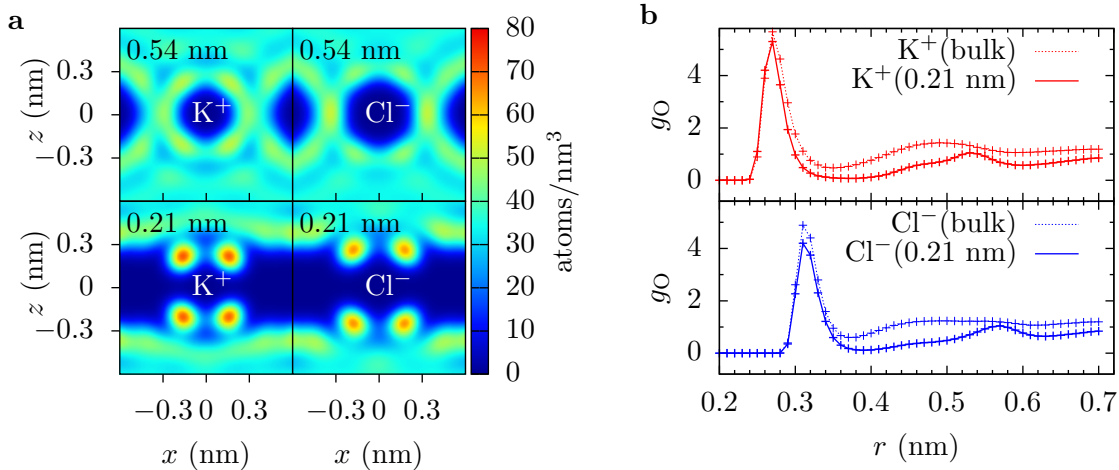 a
0.54 nm 0.54 nm
K⁺ Cl⁻
0.21 nm 0.21 nm
K⁺ Cl⁻
z (nm)
0.3
0
−0.3
z (nm)
0.3
0
−0.3
−0.3 0 0.3 −0.3 0 0.3
x (nm) x (nm)
80
70
60
50
40
30
20
10
0
atoms/nm³
b
K⁺(bulk)
K⁺(0.21 nm)
gO
4
2
0
Cl⁻(bulk)
Cl⁻(0.21 nm)
gO
4
2
0
0.2 0.3 0.4 0.5 0.6 0.7
r (nm)